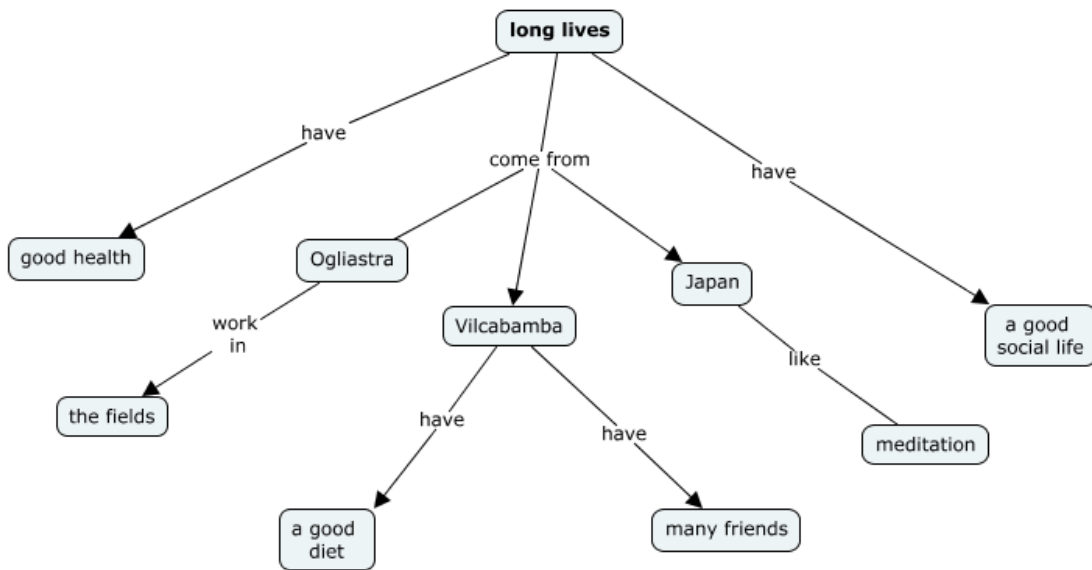 long lives
have
come from
have
good health
Ogliastra
Japan
Vilcabamba
a good
social life
work
in
like
the fields
have
have
meditation
a good
diet
many friends